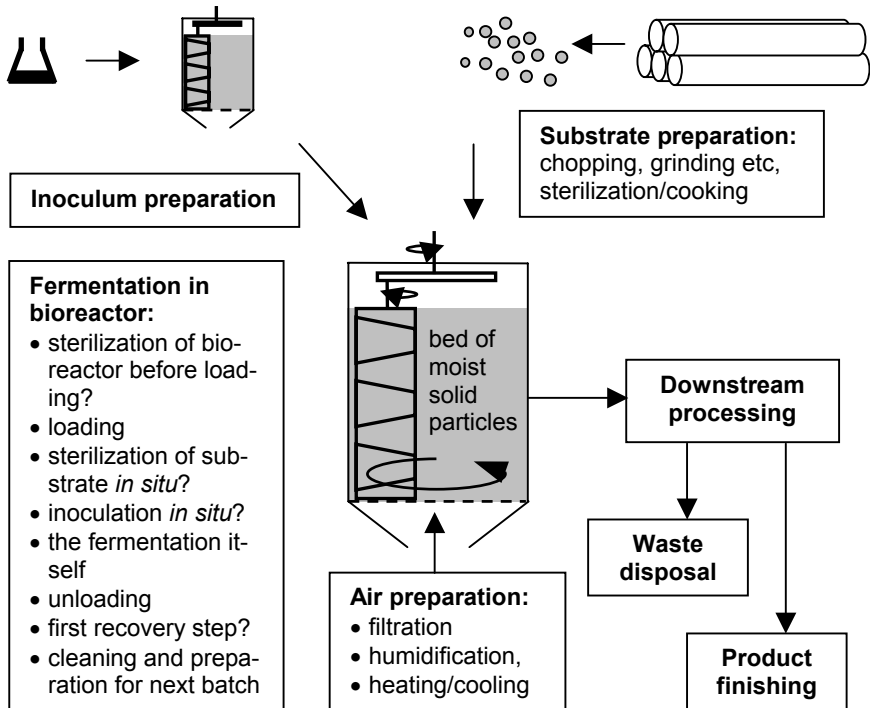 Substrate preparation:
chopping, grinding etc,
sterilization/cooking
Inoculum preparation
Fermentation in
bioreactor:
• sterilization of bio-
reactor before load-
ing?
• loading
• sterilization of sub-
strate in situ?
• inoculation in situ?
• the fermentation it-
self
• unloading
• first recovery step?
• cleaning and prepa-
ration for next batch
bed of
moist
solid
particles
Air preparation:
• filtration
• humidification,
• heating/cooling
Downstream
processing
Waste
disposal
Product
finishing